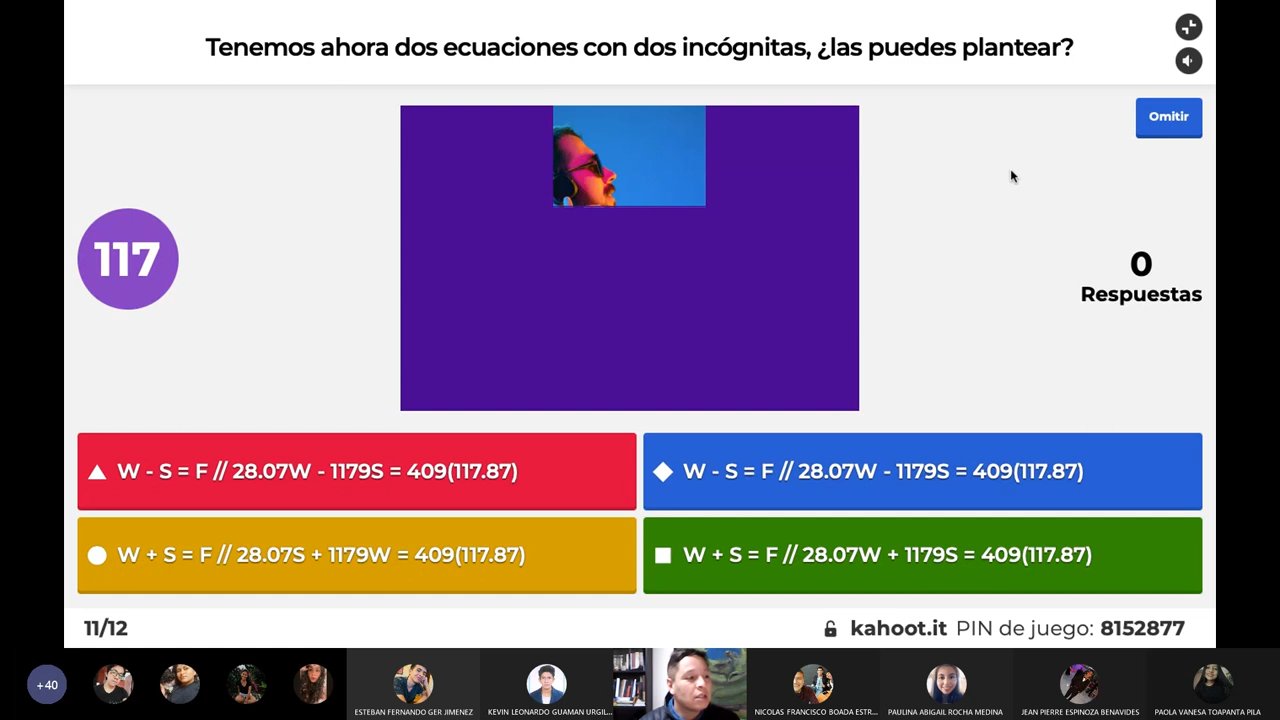 Tenemos ahora dos ecuaciones con dos incógnitas, ¿las puedes plantear?
Omitir
117
0
Respuestas
W - S = F // 28.07W - 1179S = 409(117.87)
W - S = F // 28.07W - 1179S = 409(117.87)
W + S = F // 28.07S + 1179W = 409(117.87)
W + S = F // 28.07W + 1179S = 409(117.87)
11/12
kahoot.it PIN de juego: 8152877
+40
ESTEBAN FERNANDO GER JIMENEZ
KEVIN LEONARDO GUAMAN URGIL...
NICOLAS FRANCISCO BOADA ESTR...
PAULINA ABIGAIL ROCHA MEDINA
JEAN PIERRE ESPINOZA BENAVIDES
PAOLA VANESA TOAPANTA PILA